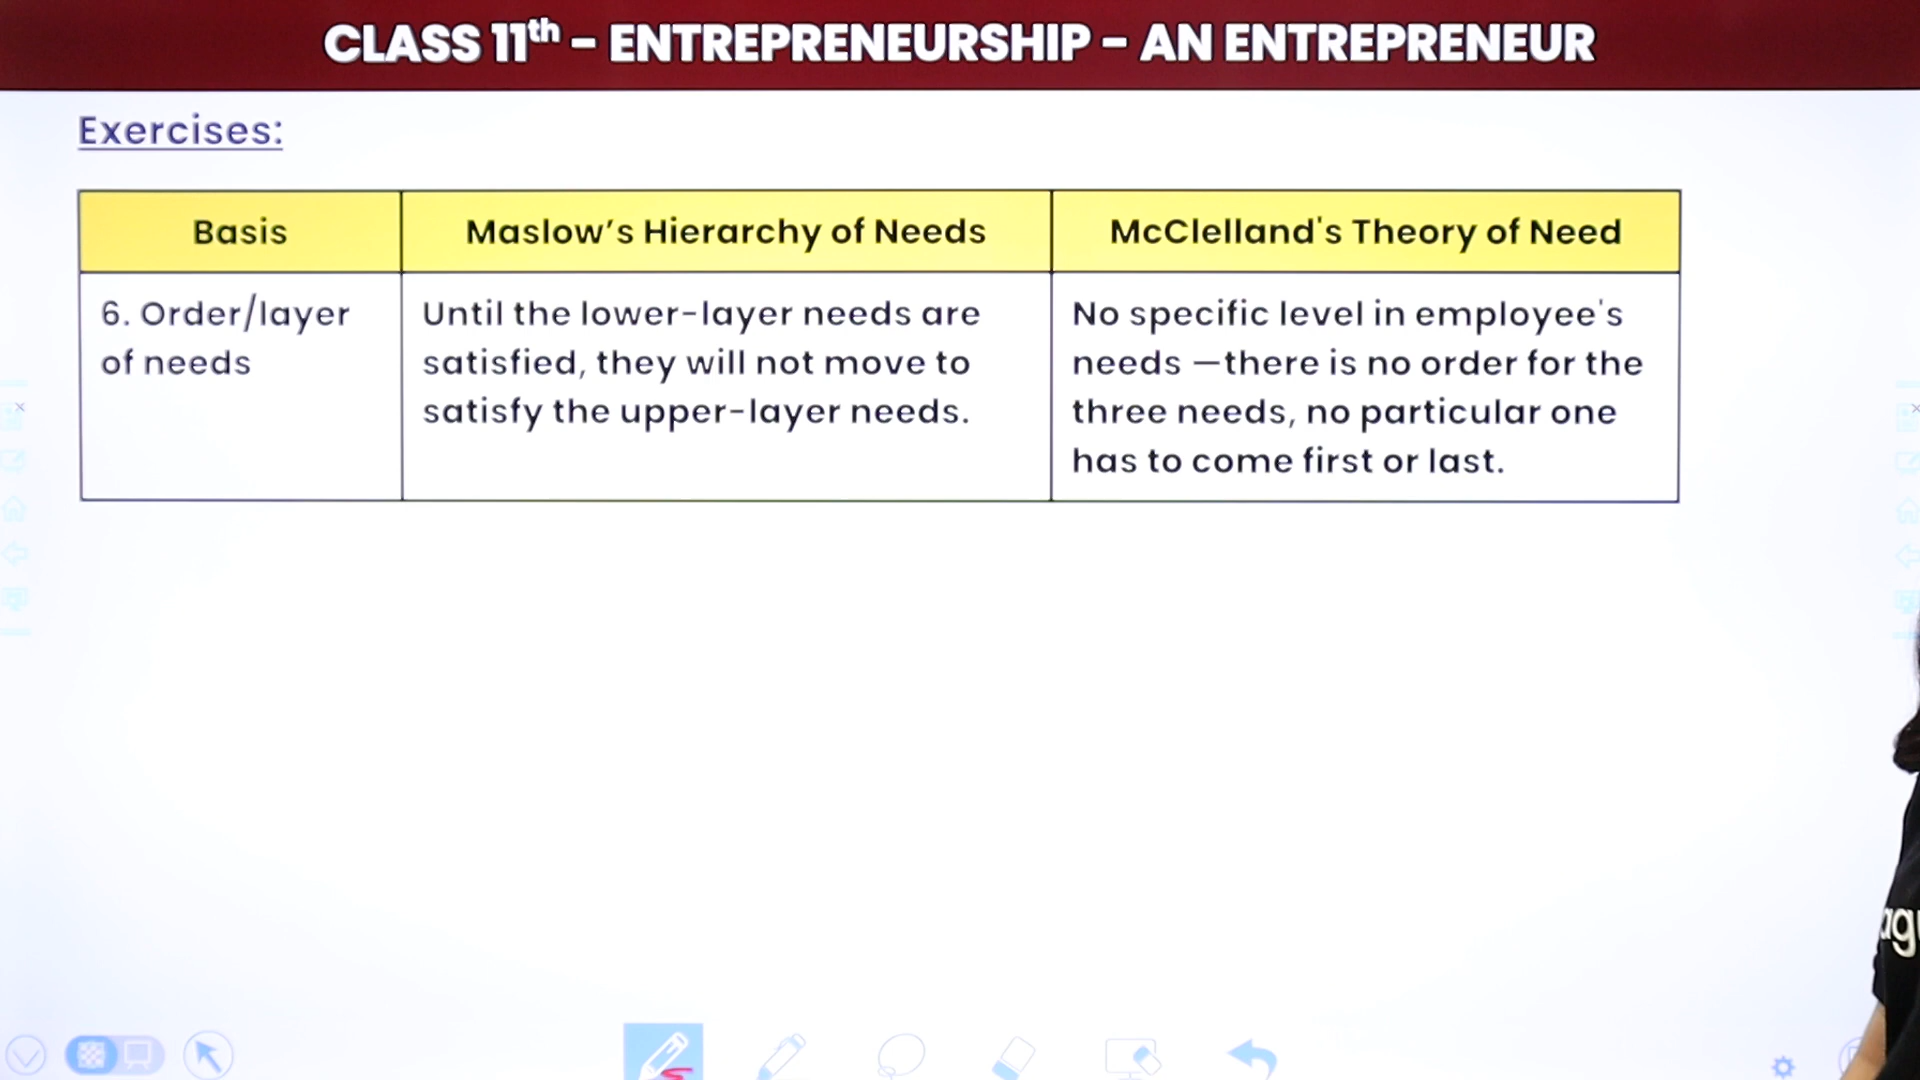 CLASS 11th – ENTREPRENEURSHIP – AN ENTREPRENEUR
Exercises:
Basis
Maslow’s Hierarchy of Needs
McClelland's Theory of Need
6. Order/layer
of needs
Until the lower-layer needs are
satisfied, they will not move to
satisfy the upper-layer needs.
No specific level in employee's
needs —there is no order for the
three needs, no particular one
has to come first or last.